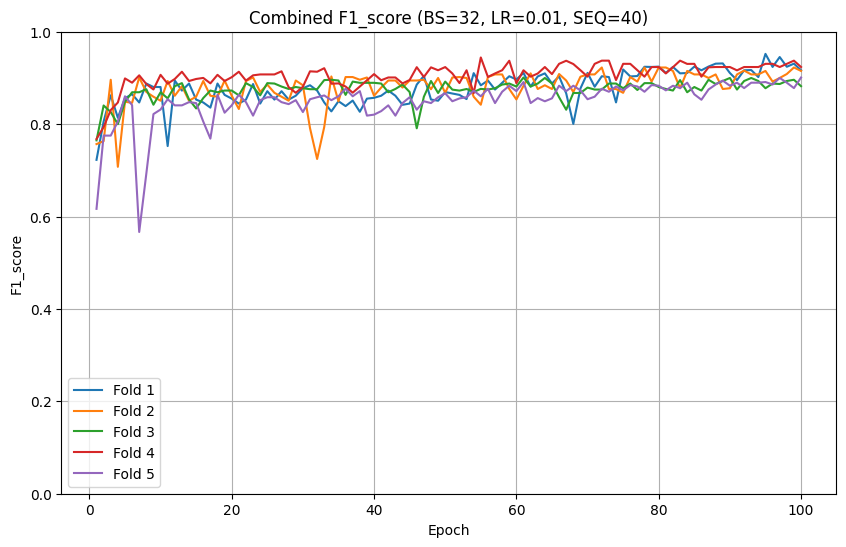 Combined F1_score (BS=32, LR=0.01, SEQ=40)
1.0
0.8
0.6
0.4
0.2
0.0
F1_score
Fold 1
Fold 2
Fold 3
Fold 4
Fold 5
0 20 40 60 80 100
Epoch